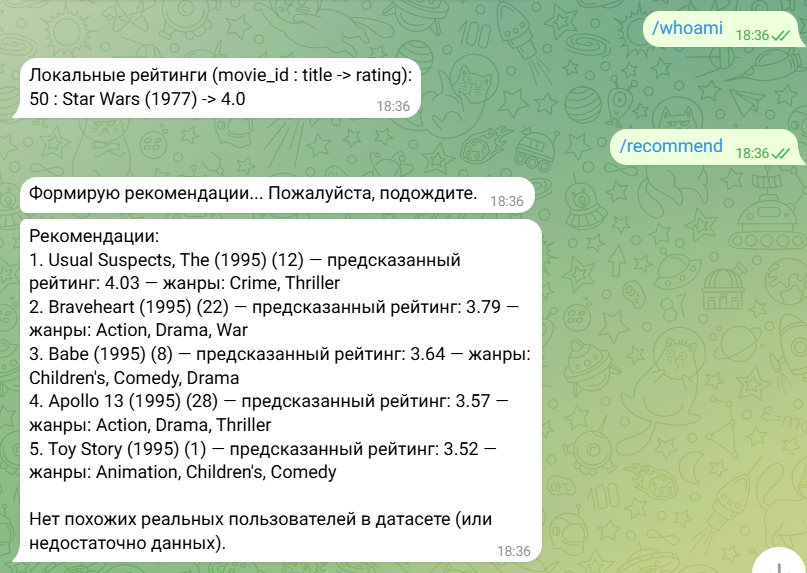 /whoami 18:36
Локальные рейтинги (movie_id : title -> rating):
50 : Star Wars (1977) -> 4.0 18:36
/recommend 18:36
Формирую рекомендации... Пожалуйста, подождите. 18:36
Рекомендации:
1. Usual Suspects, The (1995) (12) — предсказанный
рейтинг: 4.03 — жанры: Crime, Thriller
2. Braveheart (1995) (22) — предсказанный рейтинг: 3.79 —
жанры: Action, Drama, War
3. Babe (1995) (8) — предсказанный рейтинг: 3.64 — жанры:
Children's, Comedy, Drama
4. Apollo 13 (1995) (28) — предсказанный рейтинг: 3.57 —
жанры: Action, Drama, Thriller
5. Toy Story (1995) (1) — предсказанный рейтинг: 3.52 —
жанры: Animation, Children's, Comedy
Нет похожих реальных пользователей в датасете (или
недостаточно данных). 18:36